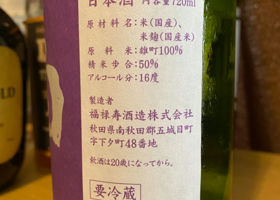 日本酒 内容量720ml
原材料名:米(国産)、
米麹(国産米)
原料米:雄町100%
精米歩合:50%
アルコール分:16度
製造者
福禄寿酒造株式会社
秋田県南秋田郡五城目町
字下タ町48番地
飲酒は20歳になってから。
要冷蔵